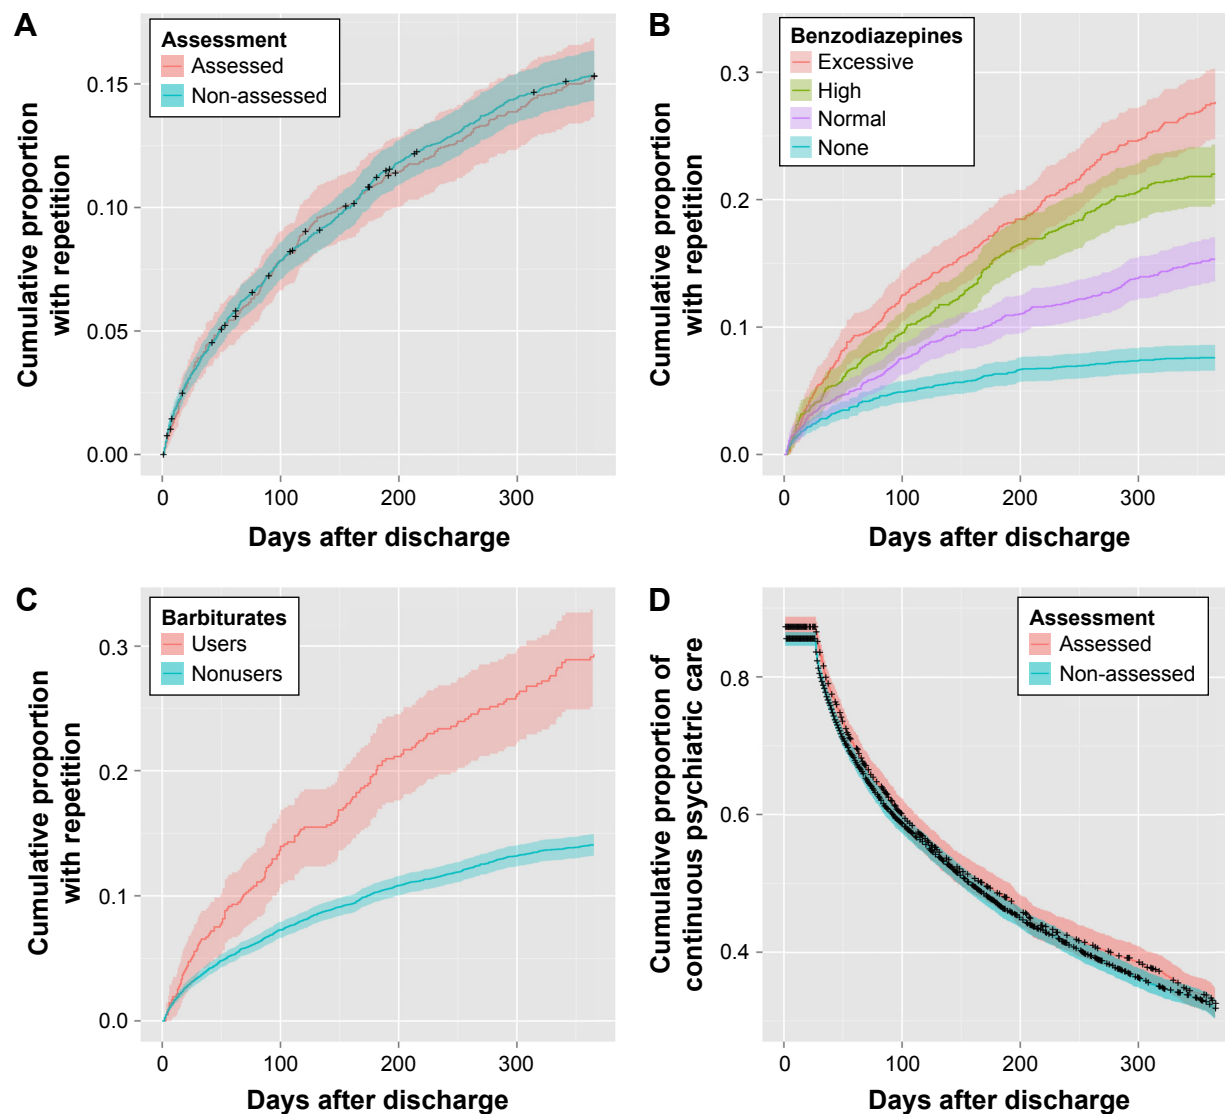 A
Assessment
Assessed
Non-assessed
0.15
0.10
0.05
0.00
0
100
200
300
Cumulative proportion
with repetition
Days after discharge
B
Benzodiazepines
Excessive
High
Normal
None
0.3
0.2
0.1
0.0
0
100
200
300
Cumulative proportion
with repetition
Days after discharge
C
Barbiturates
Users
Nonusers
0.3
0.2
0.1
0.0
0
100
200
300
Cumulative proportion
with repetition
Days after discharge
D
Assessment
Assessed
Non-assessed
0.8
0.6
0.4
0
100
200
300
Cumulative proportion of
continuous psychiatric care
Days after discharge